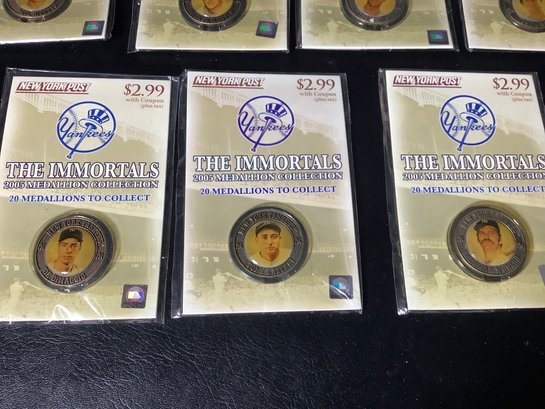 NEW YORK POST
$2.99
with Coupon
(plus tax)
Yankees
THE IMMORTALS
2005 MEDALLION COLLECTION
20 MEDALLIONS TO COLLECT
NEW YORK POST
$2.99
with Coupon
(plus tax)
Yankees
THE IMMORTALS
2005 MEDALLION COLLECTION
20 MEDALLIONS TO COLLECT
NEW YORK YANKEES
NEW YORK POST
$2.99
with Coupon
(plus tax)
Yankees
THE IMMORTALS
2005 MEDALLION COLLECTION
20 MEDALLIONS TO COLLECT